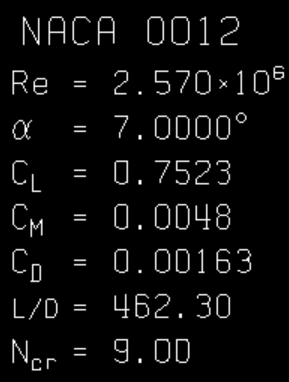 NACA 0012
Re = 2.570×10⁶
α = 7.0000°
C_L = 0.7523
C_M = 0.0048
C_D = 0.00163
L/D = 462.30
N_cr = 9.00